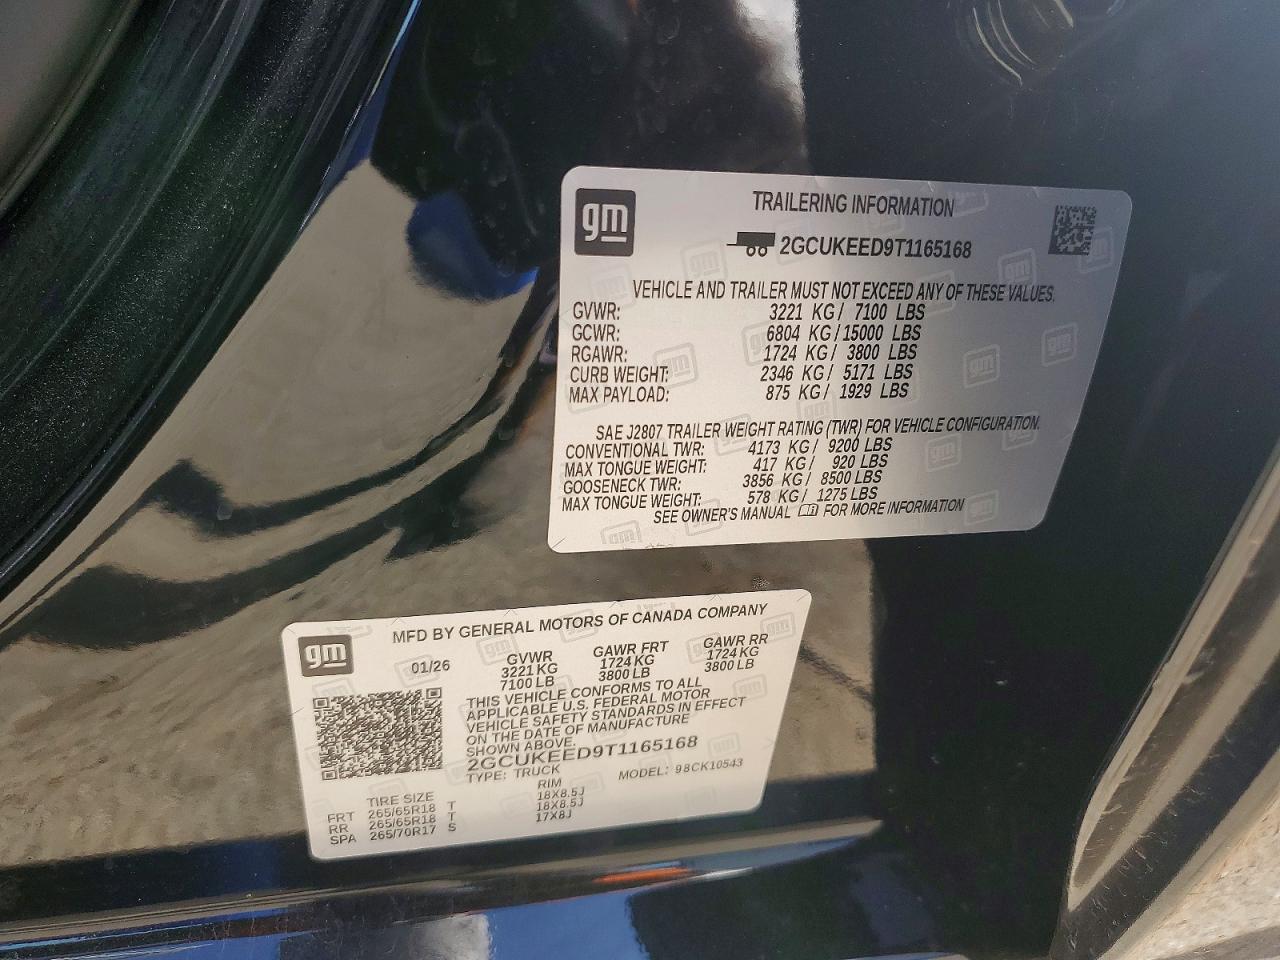 gm
TRAILERING INFORMATION
2GCUKEED9T1165168
VEHICLE AND TRAILER MUST NOT EXCEED ANY OF THESE VALUES.
GVWR: 3221 KG/ 7100 LBS
GCWR: 6804 KG/15000 LBS
RGAWR: 1724 KG/ 3800 LBS
CURB WEIGHT: 2346 KG/ 5171 LBS
MAX PAYLOAD: 875 KG/ 1929 LBS
SAE J2807 TRAILER WEIGHT RATING (TWR) FOR VEHICLE CONFIGURATION.
CONVENTIONAL TWR: 4173 KG/ 9200 LBS
MAX TONGUE WEIGHT: 417 KG/ 920 LBS
GOOSENECK TWR: 3856 KG/ 8500 LBS
MAX TONGUE WEIGHT: 578 KG/ 1275 LBS
SEE OWNER'S MANUAL FOR MORE INFORMATION
gm
MFD BY GENERAL MOTORS OF CANADA COMPANY
01/26 GVWR GAWR FRT GAWR RR
3221 KG 1724 KG 1724 KG
7100 LB 3800 LB 3800 LB
THIS VEHICLE CONFORMS TO ALL
APPLICABLE U.S. FEDERAL MOTOR
VEHICLE SAFETY STANDARDS IN EFFECT
ON THE DATE OF MANUFACTURE
SHOWN ABOVE.
2GCUKEED9T1165168
TYPE: TRUCK MODEL: 98CK10543
TIRE SIZE RIM
FRT 265/65R18 T 18X8.5J
RR 265/65R18 T 18X8.5J
SPA 265/70R17 S 17X8J